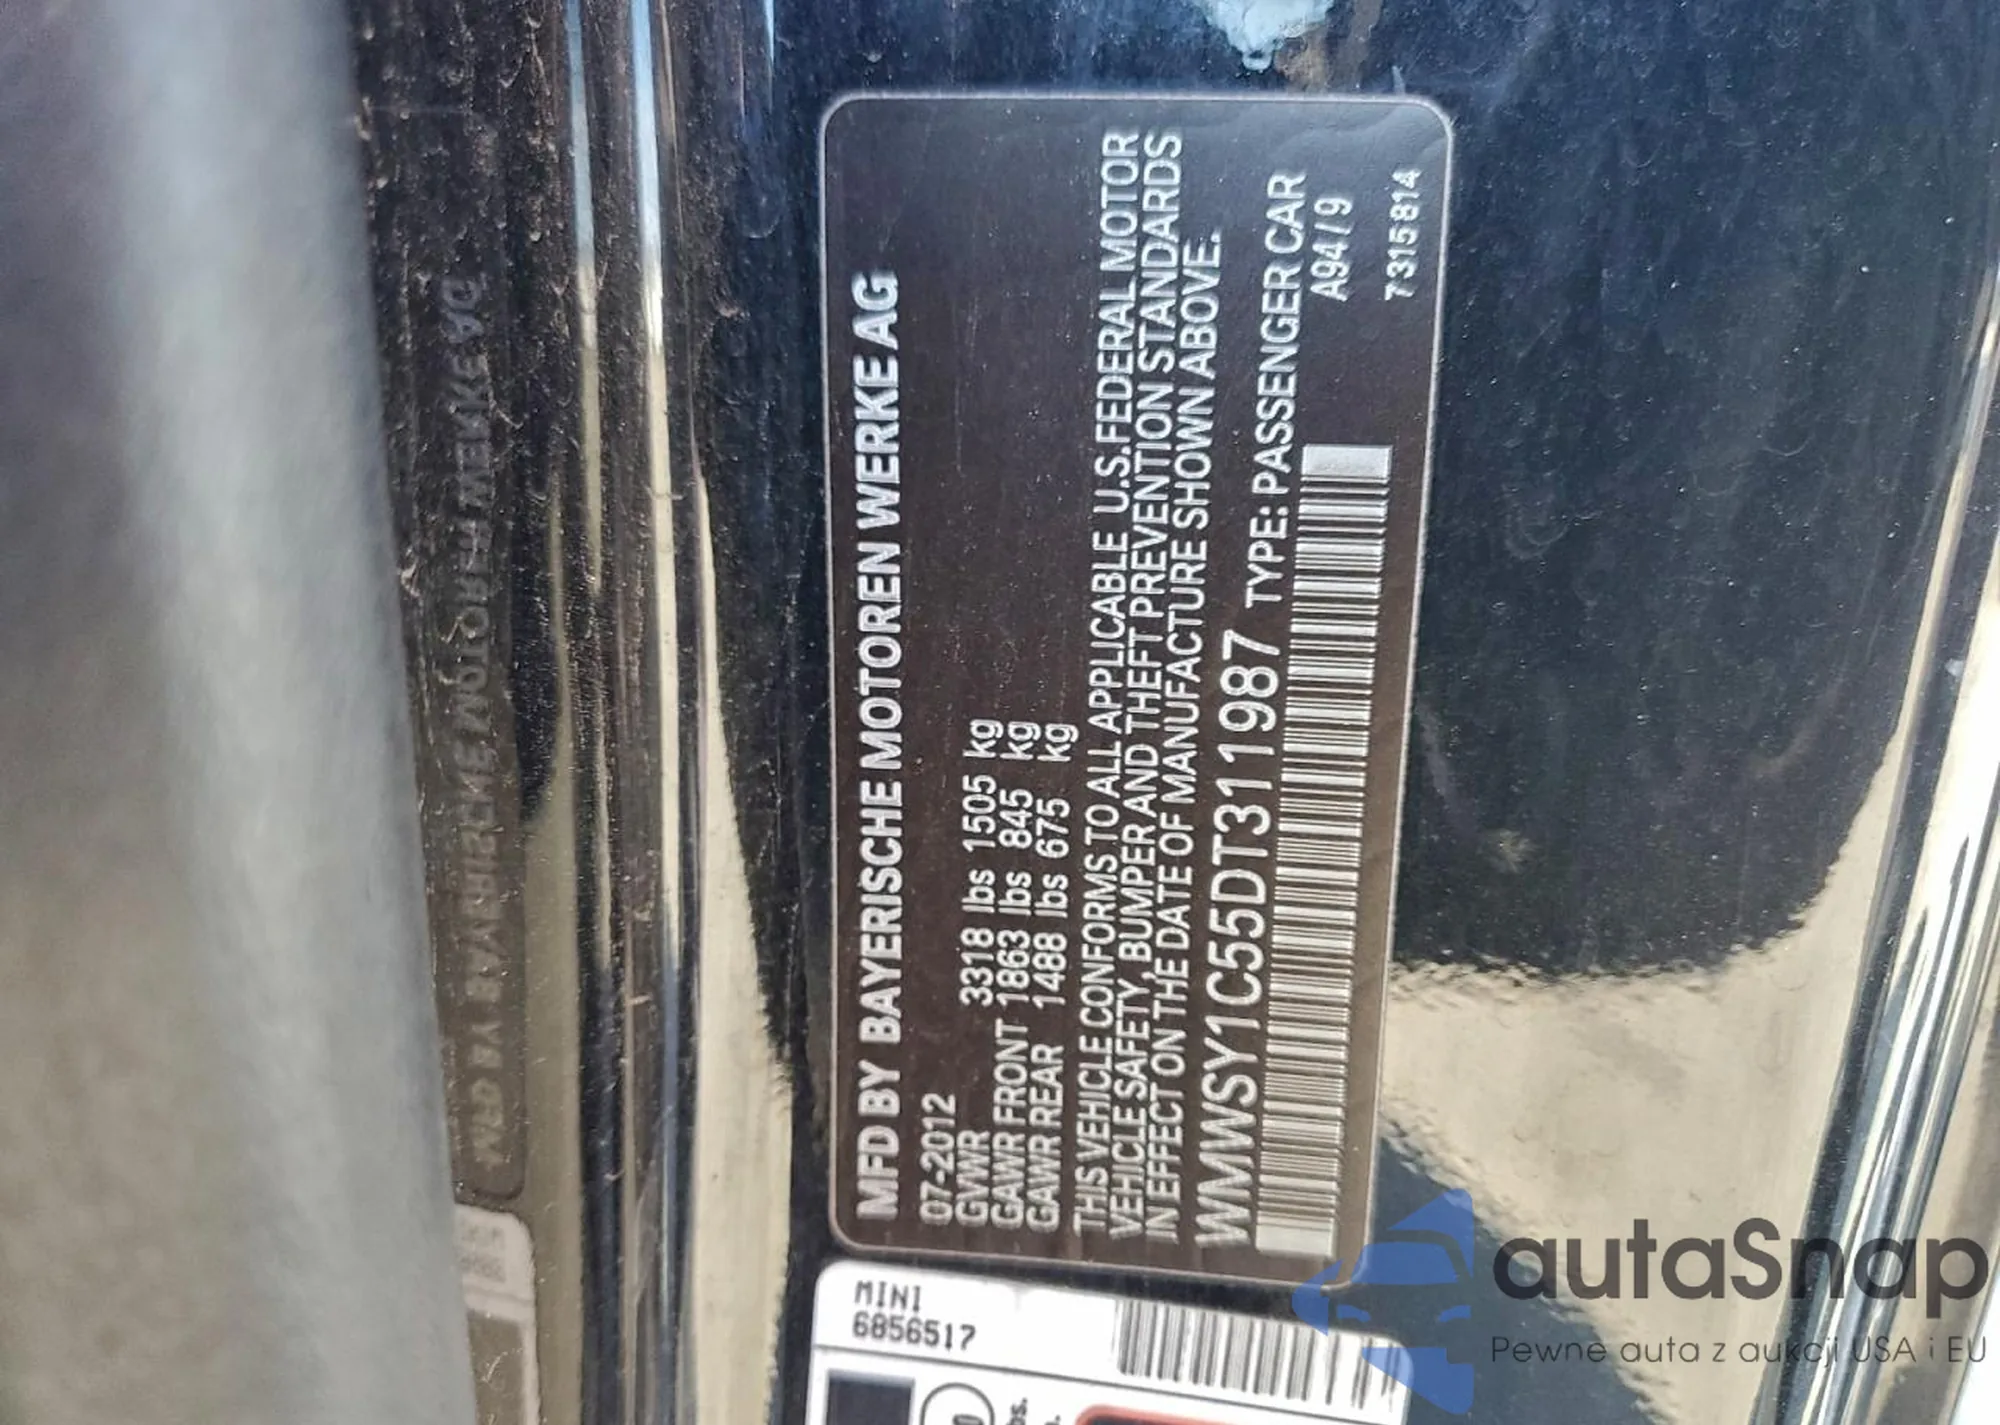 MFD BY BAYERISCHE MOTOREN WERKE AG
07-2012
GVWR 3318 lbs 1505 kg
GAWR FRONT 1863 lbs 845 kg
GAWR REAR 1488 lbs 675 kg
THIS VEHICLE CONFORMS TO ALL APPLICABLE U.S.FEDERAL MOTOR
VEHICLE SAFETY, BUMPER AND THEFT PREVENTION STANDARDS
IN EFFECT ON THE DATE OF MANUFACTURE SHOWN ABOVE.
WMWSY1C55DT311987 TYPE: PASSENGER CAR
A94/9
7315814
MINI
6856517
autaSnap
Pewne auta z aukcji USA i EU